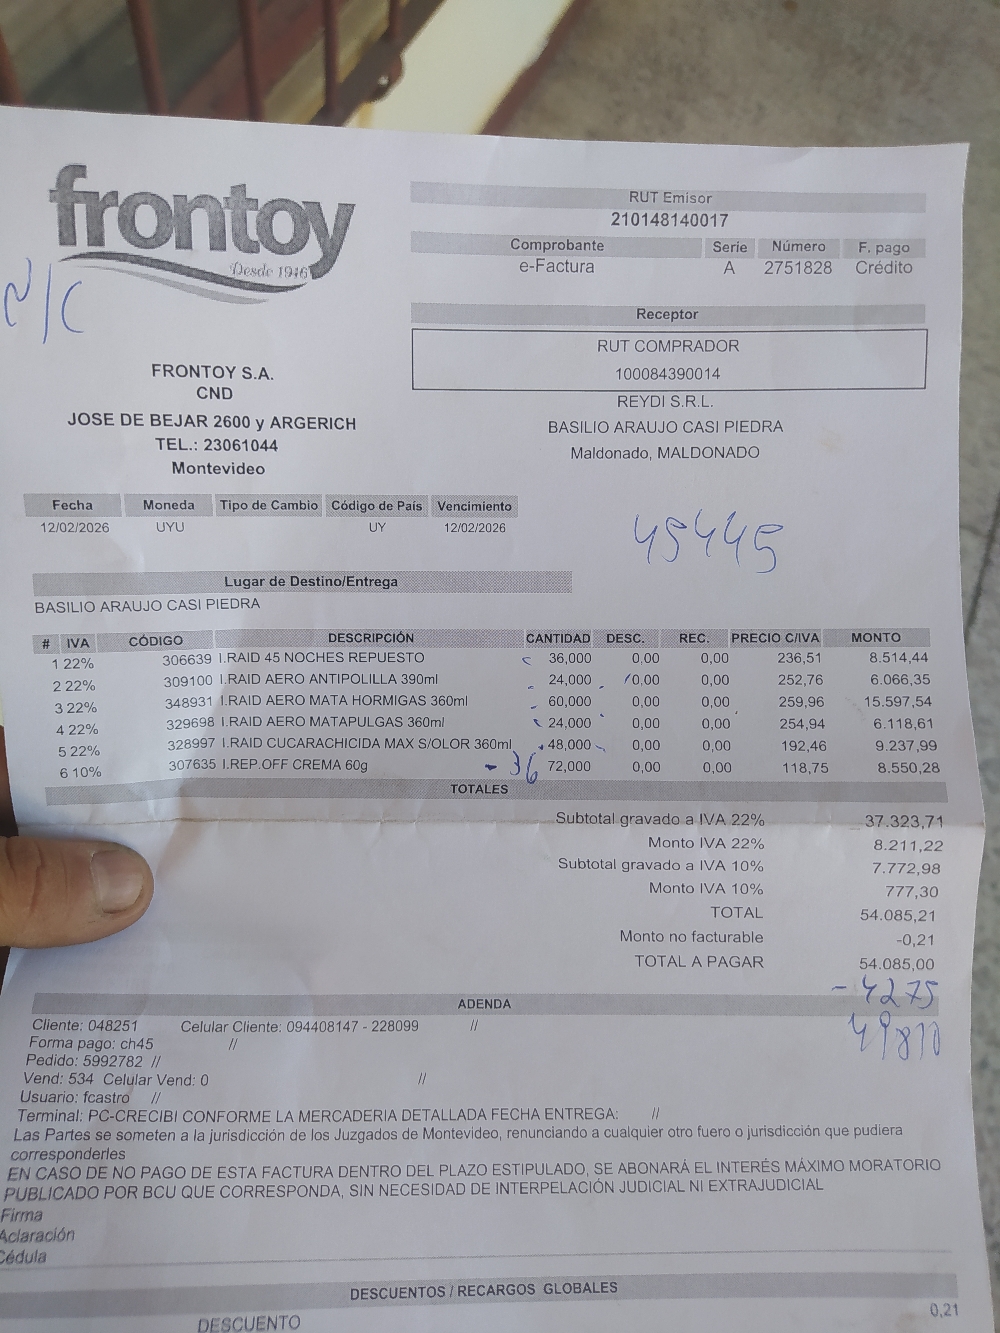 frontoy
Desde 1946
N/C
FRONTOY S.A.
CND
JOSE DE BEJAR 2600 y ARGERICH
TEL.: 23061044
Montevideo
RUT Emisor
210148140017
Comprobante Serie Número F. pago
e-Factura A 2751828 Crédito
Receptor
RUT COMPRADOR
100084390014
REYDI S.R.L.
BASILIO ARAUJO CASI PIEDRA
Maldonado, MALDONADO
Fecha Moneda Tipo de Cambio Código de País Vencimiento
12/02/2026 UYU UY 12/02/2026
45445
Lugar de Destino/Entrega
BASILIO ARAUJO CASI PIEDRA
# IVA CÓDIGO DESCRIPCIÓN CANTIDAD DESC. REC. PRECIO C/IVA MONTO
1 22% 306639 I.RAID 45 NOCHES REPUESTO 36,000 0,00 0,00 236,51 8.514,44
2 22% 309100 I.RAID AERO ANTIPOLILLA 390ml 24,000 0,00 0,00 252,76 6.066,35
3 22% 348931 I.RAID AERO MATA HORMIGAS 360ml 60,000 0,00 0,00 259,96 15.597,54
4 22% 329698 I.RAID AERO MATAPULGAS 360ml 24,000 0,00 0,00 254,94 6.118,61
5 22% 328997 I.RAID CUCARACHICIDA MAX S/OLOR 360ml 48,000 0,00 0,00 192,46 9.237,99
6 10% 307635 I.REP.OFF CREMA 60g - 36 72,000 0,00 0,00 118,75 8.550,28
TOTALES
Subtotal gravado a IVA 22% 37.323,71
Monto IVA 22% 8.211,22
Subtotal gravado a IVA 10% 7.772,98
Monto IVA 10% 777,30
TOTAL 54.085,21
Monto no facturable -0,21
TOTAL A PAGAR 54.085,00
- 4275
49810
ADENDA
Cliente: 048251 Celular Cliente: 094408147 - 228099 //
Forma pago: ch45 //
Pedido: 5992782 //
Vend: 534 Celular Vend: 0 //
Usuario: fcastro //
Terminal: PC-CRECIBI CONFORME LA MERCADERIA DETALLADA FECHA ENTREGA: //
Las Partes se someten a la jurisdicción de los Juzgados de Montevideo, renunciando a cualquier otro fuero o jurisdicción que pudiera
corresponderles
EN CASO DE NO PAGO DE ESTA FACTURA DENTRO DEL PLAZO ESTIPULADO, SE ABONARÁ EL INTERÉS MÁXIMO MORATORIO
PUBLICADO POR BCU QUE CORRESPONDA, SIN NECESIDAD DE INTERPELACIÓN JUDICIAL NI EXTRAJUDICIAL
Firma
Aclaración
Cédula
DESCUENTOS / RECARGOS GLOBALES
DESCUENTO 0,21